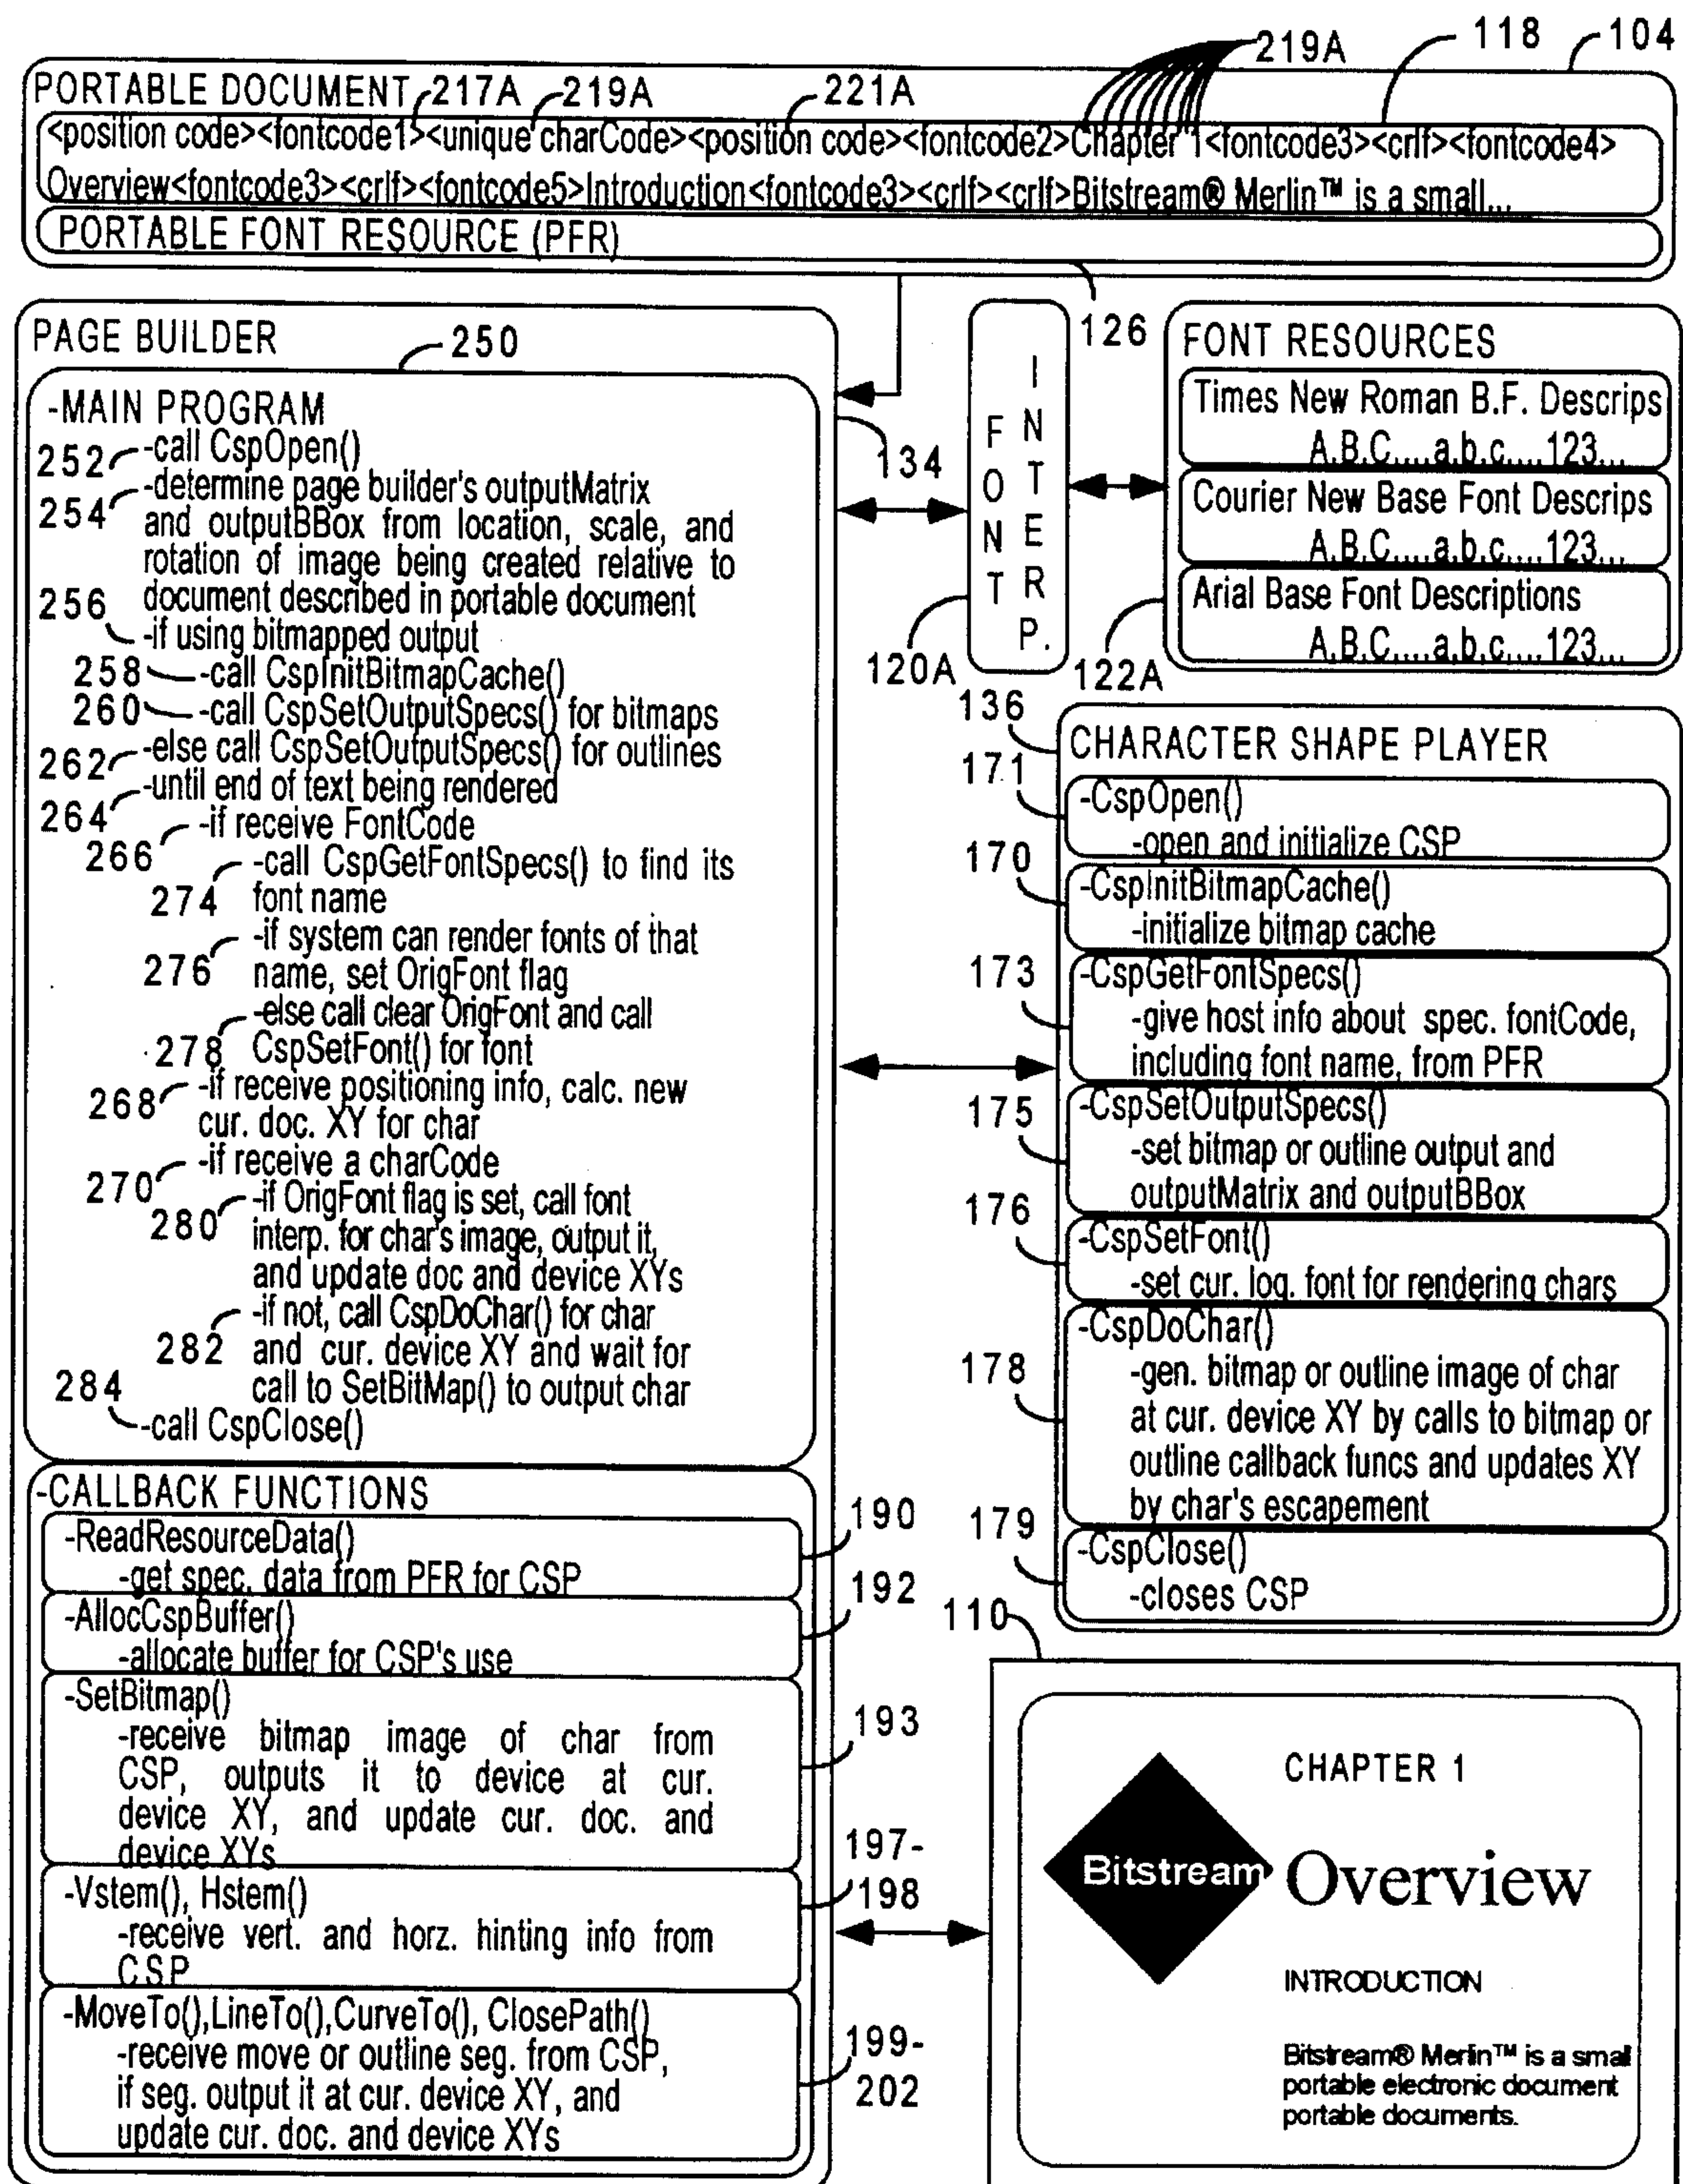 219A 118 104
PORTABLE DOCUMENT 217A 219A 221A
<position code><fontcode1><unique charCode><position code><fontcode2>Chapter 1<fontcode3><crlf><fontcode4>
Overview<fontcode3><crlf><fontcode5>Introduction<fontcode3><crlf><crlf>Bitstream® Merlin™ is a small...
PORTABLE FONT RESOURCE (PFR)
126
PAGE BUILDER 250
-MAIN PROGRAM
134
252 -call CspOpen()
254 -determine page builder's outputMatrix
and outputBBox from location, scale, and
rotation of image being created relative to
document described in portable document
256 -if using bitmapped output
258 -call CspInitBitmapCache()
260 -call CspSetOutputSpecs() for bitmaps
262 -else call CspSetOutputSpecs() for outlines
264 -until end of text being rendered
266 -if receive FontCode
274 -call CspGetFontSpecs() to find its
font name
276 -if system can render fonts of that
name, set OrigFont flag
278 -else call clear OrigFont and call
CspSetFont() for font
268 -if receive positioning info, calc. new
cur. doc. XY for char
270 -if receive a charCode
280 -if OrigFont flag is set, call font
interp. for char's image, output it,
and update doc and device XYs
282 -if not, call CspDoChar() for char
and cur. device XY and wait for
call to SetBitMap() to output char
284 -call CspClose()
-CALLBACK FUNCTIONS
190
-ReadResourceData()
-get spec. data from PFR for CSP
192
-AllocCspBuffer()
-allocate buffer for CSP's use
193
-SetBitmap()
-receive bitmap image of char from
CSP, outputs it to device at cur.
device XY, and update cur. doc. and
device XYs
197-
198
-Vstem(), Hstem()
-receive vert. and horz. hinting info from
CSP
199-
202
-MoveTo(),LineTo(),CurveTo(), ClosePath()
-receive move or outline seg. from CSP,
if seg. output it at cur. device XY, and
update cur. doc. and device XYs
FONT
INTERP.
120A
FONT RESOURCES
Times New Roman B.F. Descrips
A,B,C,...a,b,c,...123...
Courier New Base Font Descrips
A,B,C,...a,b,c,...123...
Arial Base Font Descriptions
A,B,C,...a,b,c,...123...
122A
136
CHARACTER SHAPE PLAYER
171
-CspOpen()
-open and initialize CSP
170
-CspInitBitmapCache()
-initialize bitmap cache
173
-CspGetFontSpecs()
-give host info about spec. fontCode,
including font name, from PFR
175
-CspSetOutputSpecs()
-set bitmap or outline output and
outputMatrix and outputBBox
176
-CspSetFont()
-set cur. log. font for rendering chars
178
-CspDoChar()
-gen. bitmap or outline image of char
at cur. device XY by calls to bitmap or
outline callback funcs and updates XY
by char's escapement
179
-CspClose()
-closes CSP
110
CHAPTER 1
Bitstream
Overview
INTRODUCTION
Bitstream® Merlin™ is a small
portable electronic document
portable documents.